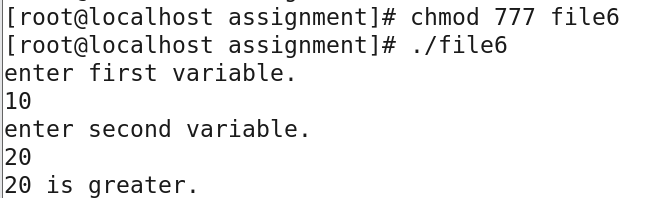 [root@localhost assignment]# chmod 777 file6
[root@localhost assignment]# ./file6
enter first variable.
10
enter second variable.
20
20 is greater.